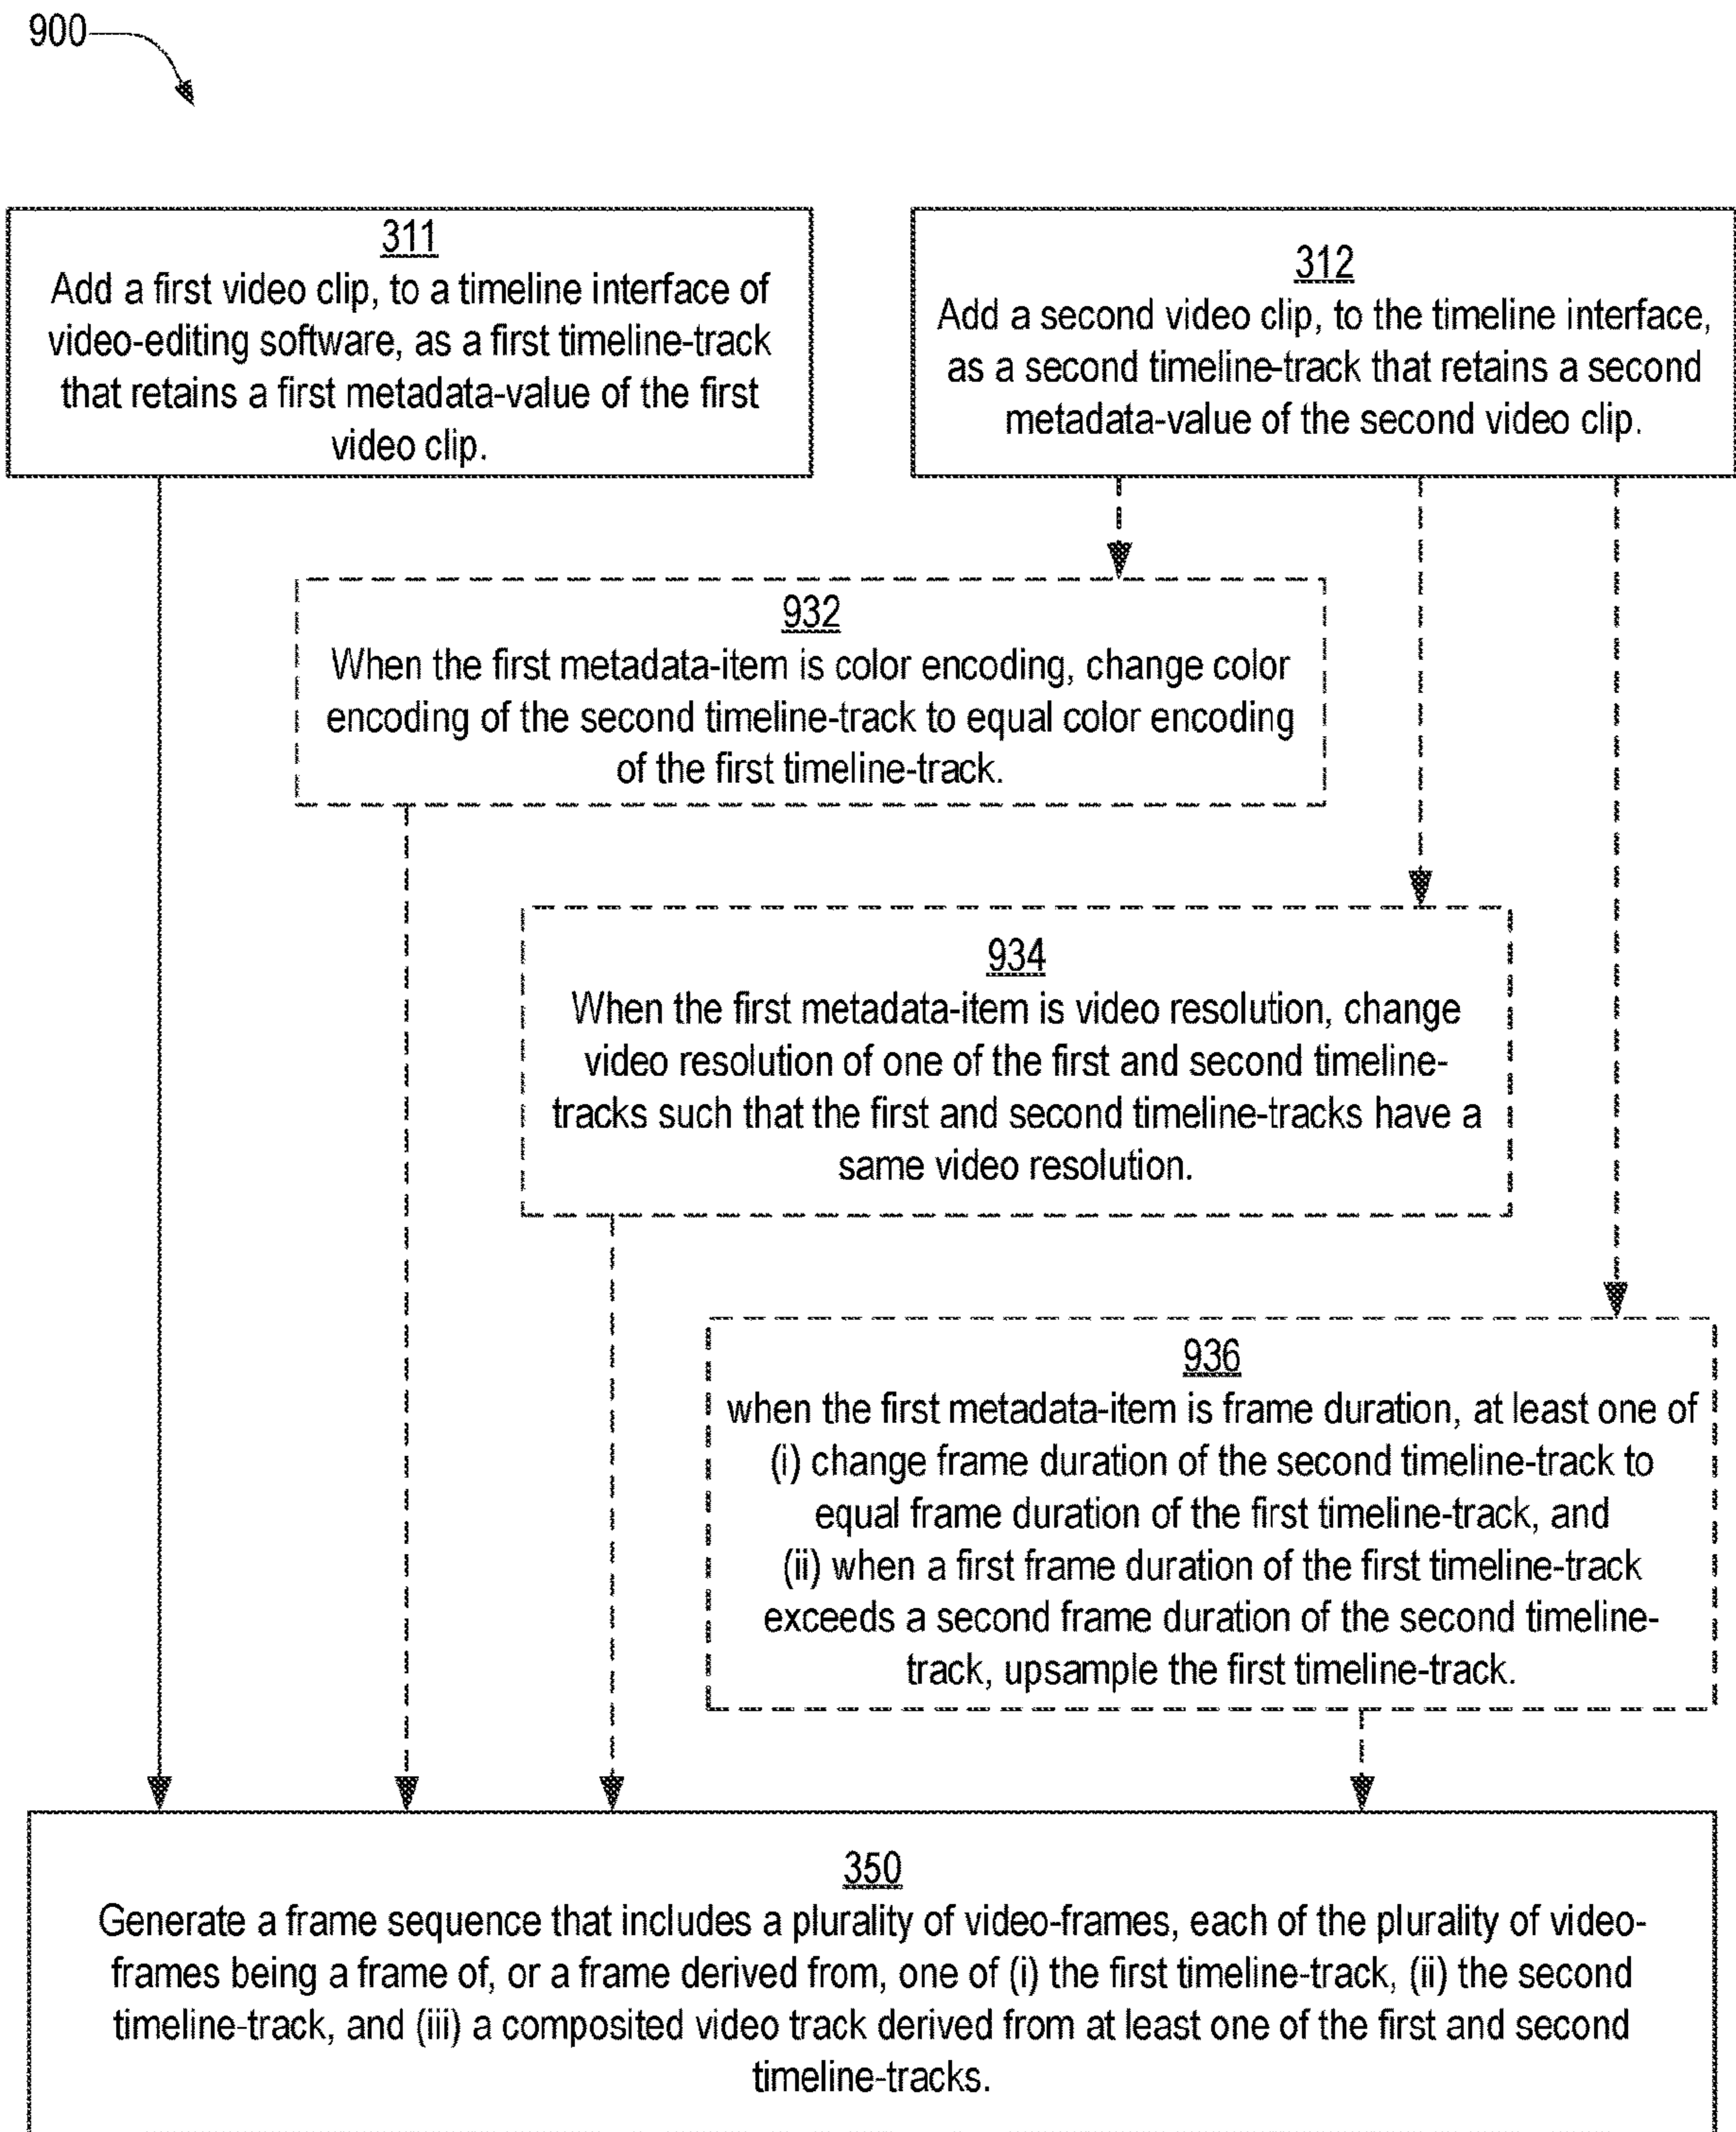 900
311
Add a first video clip, to a timeline interface of
video-editing software, as a first timeline-track
that retains a first metadata-value of the first
video clip.
312
Add a second video clip, to the timeline interface,
as a second timeline-track that retains a second
metadata-value of the second video clip.
932
When the first metadata-item is color encoding, change color
encoding of the second timeline-track to equal color encoding
of the first timeline-track.
934
When the first metadata-item is video resolution, change
video resolution of one of the first and second timeline-
tracks such that the first and second timeline-tracks have a
same video resolution.
936
when the first metadata-item is frame duration, at least one of
(i) change frame duration of the second timeline-track to
equal frame duration of the first timeline-track, and
(ii) when a first frame duration of the first timeline-track
exceeds a second frame duration of the second timeline-
track, upsample the first timeline-track.
350
Generate a frame sequence that includes a plurality of video-frames, each of the plurality of video-
frames being a frame of, or a frame derived from, one of (i) the first timeline-track, (ii) the second
timeline-track, and (iii) a composited video track derived from at least one of the first and second
timeline-tracks.